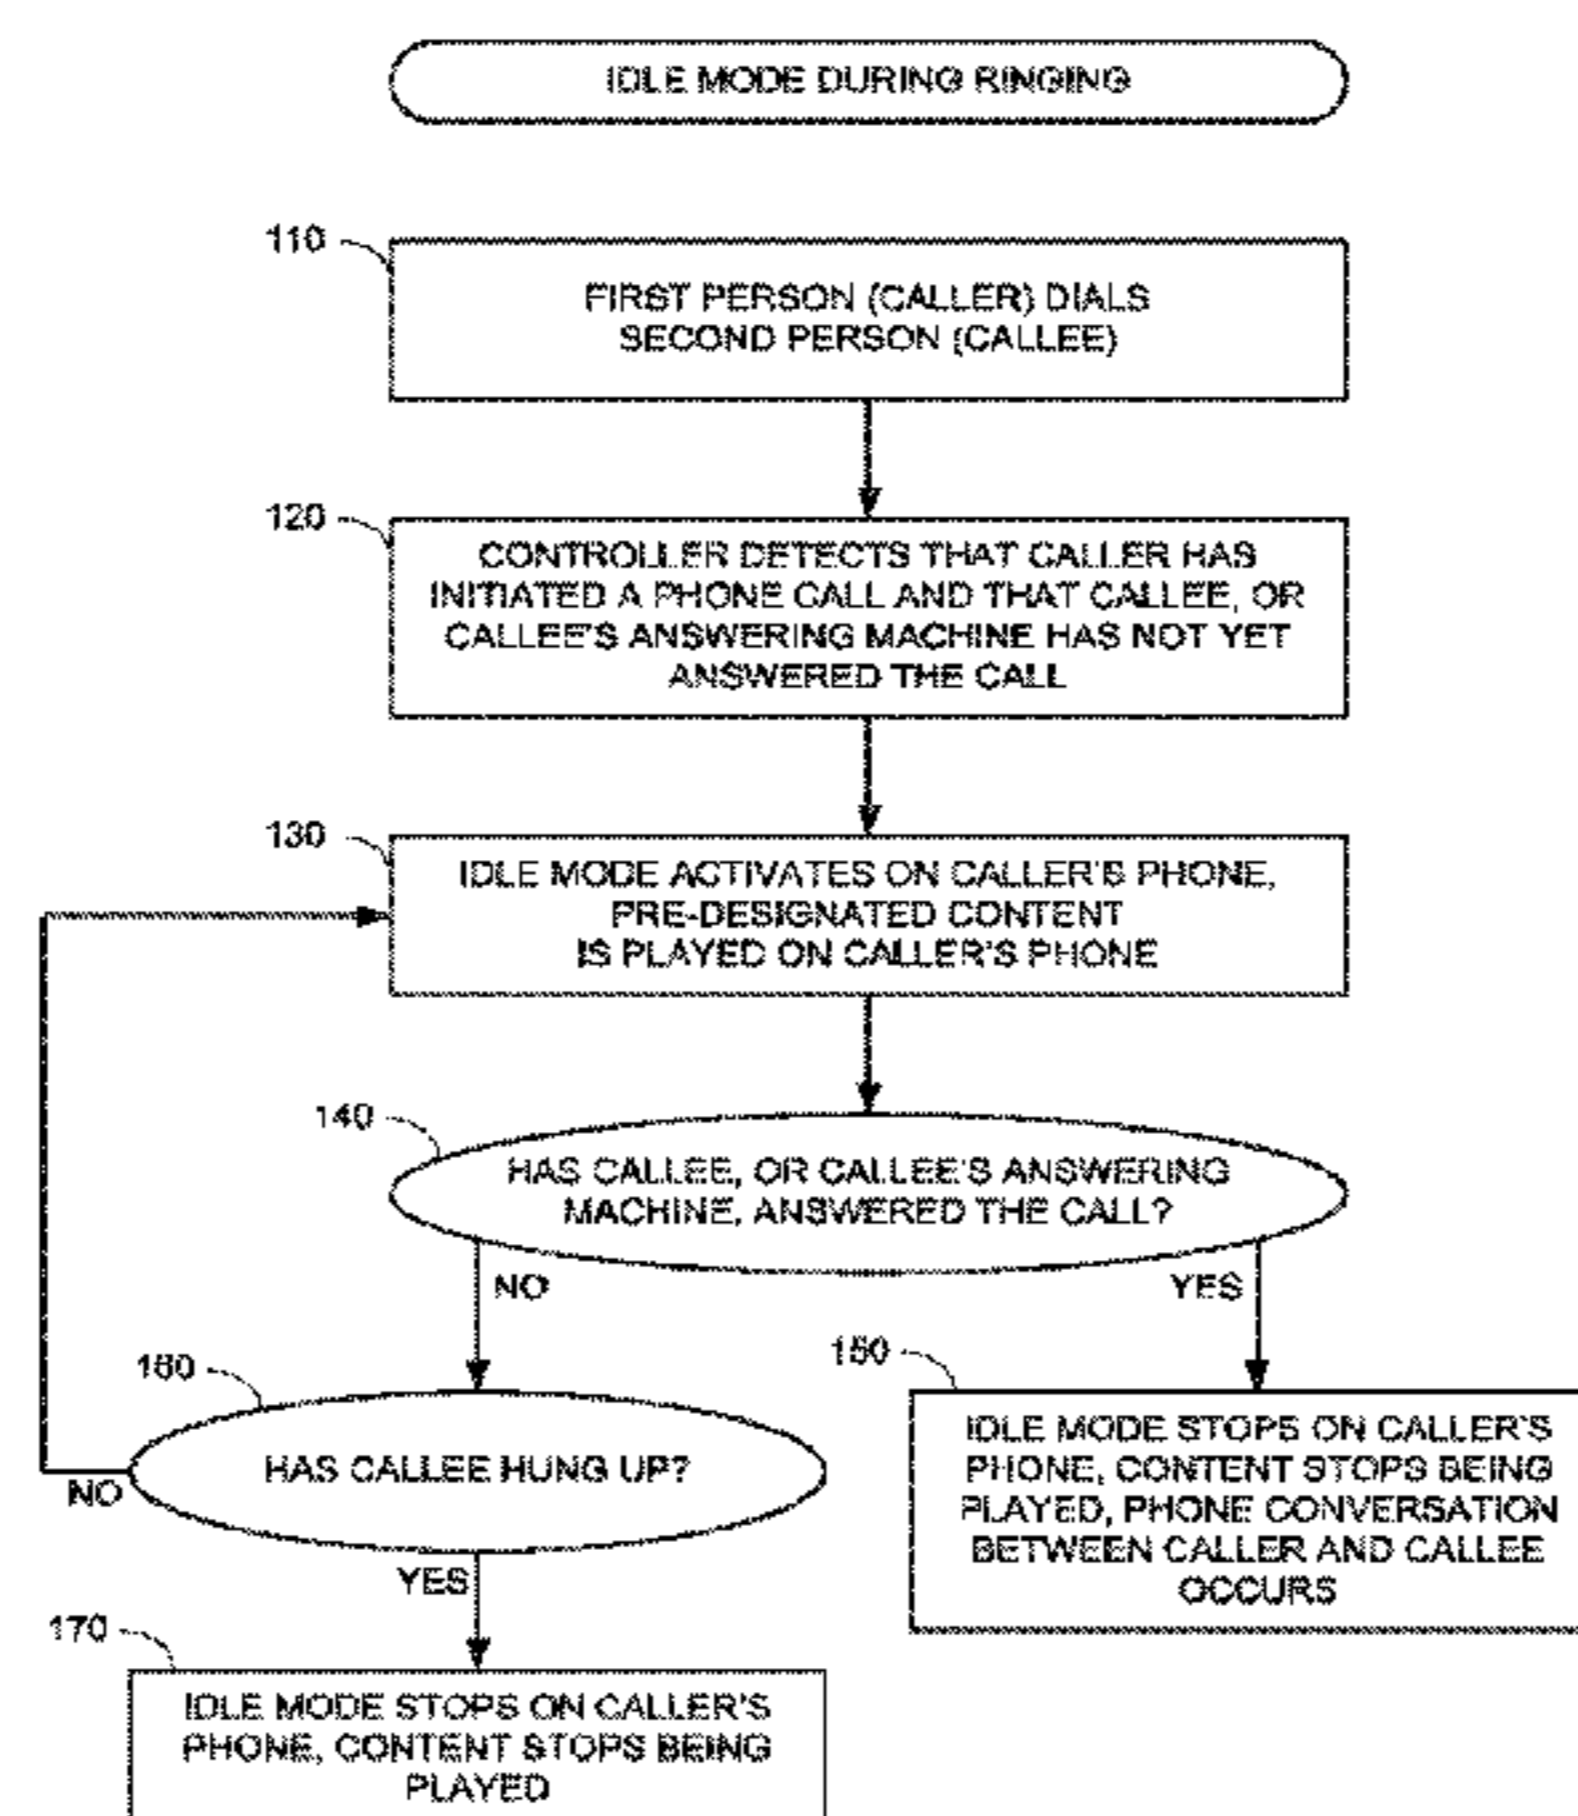 IDLE MODE DURING RINGING
110
FIRST PERSON (CALLER) DIALS
SECOND PERSON (CALLEE)
120
CONTROLLER DETECTS THAT CALLER HAS
INITIATED A PHONE CALL AND THAT CALLEE, OR
CALLEE'S ANSWERING MACHINE HAS NOT YET
ANSWERED THE CALL
130
IDLE MODE ACTIVATES ON CALLER'S PHONE,
PRE-DESIGNATED CONTENT
IS PLAYED ON CALLER'S PHONE
140
HAS CALLEE, OR CALLEE'S ANSWERING
MACHINE, ANSWERED THE CALL?
NO
YES
160
HAS CALLEE HUNG UP?
NO
YES
150
IDLE MODE STOPS ON CALLER'S
PHONE, CONTENT STOPS BEING
PLAYED, PHONE CONVERSATION
BETWEEN CALLER AND CALLEE
OCCURS
170
IDLE MODE STOPS ON CALLER'S
PHONE, CONTENT STOPS BEING
PLAYED